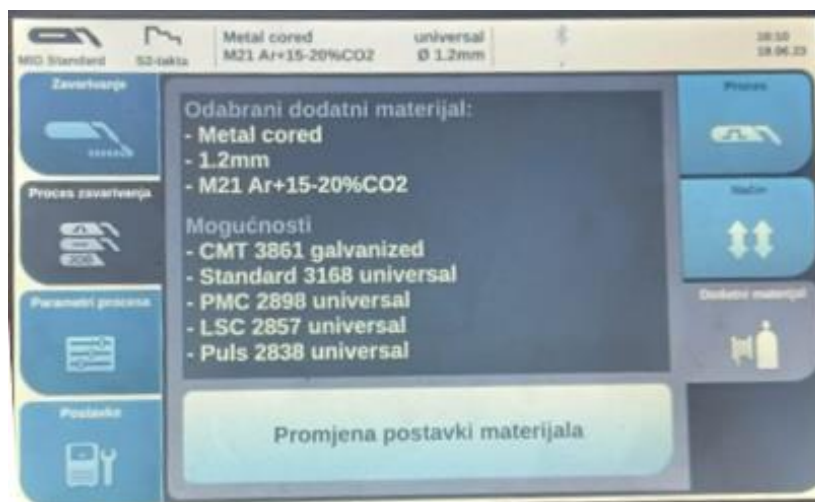 MIG Standard
S2-takta
Metal cored universal
M21 Ar+15-20%CO2 Ø 1.2mm
Zavarivanje
Proces zavarivanja
JOB
Parametri procesa
Postavke
Odabrani dodatni materijal:
- Metal cored
- 1.2mm
- M21 Ar+15-20%CO2
Mogućnosti
- CMT 3861 galvanized
- Standard 3168 universal
- PMC 2898 universal
- LSC 2857 universal
- Puls 2838 universal
Promjena postavki materijala
Proces
Način
Dodatni materijal